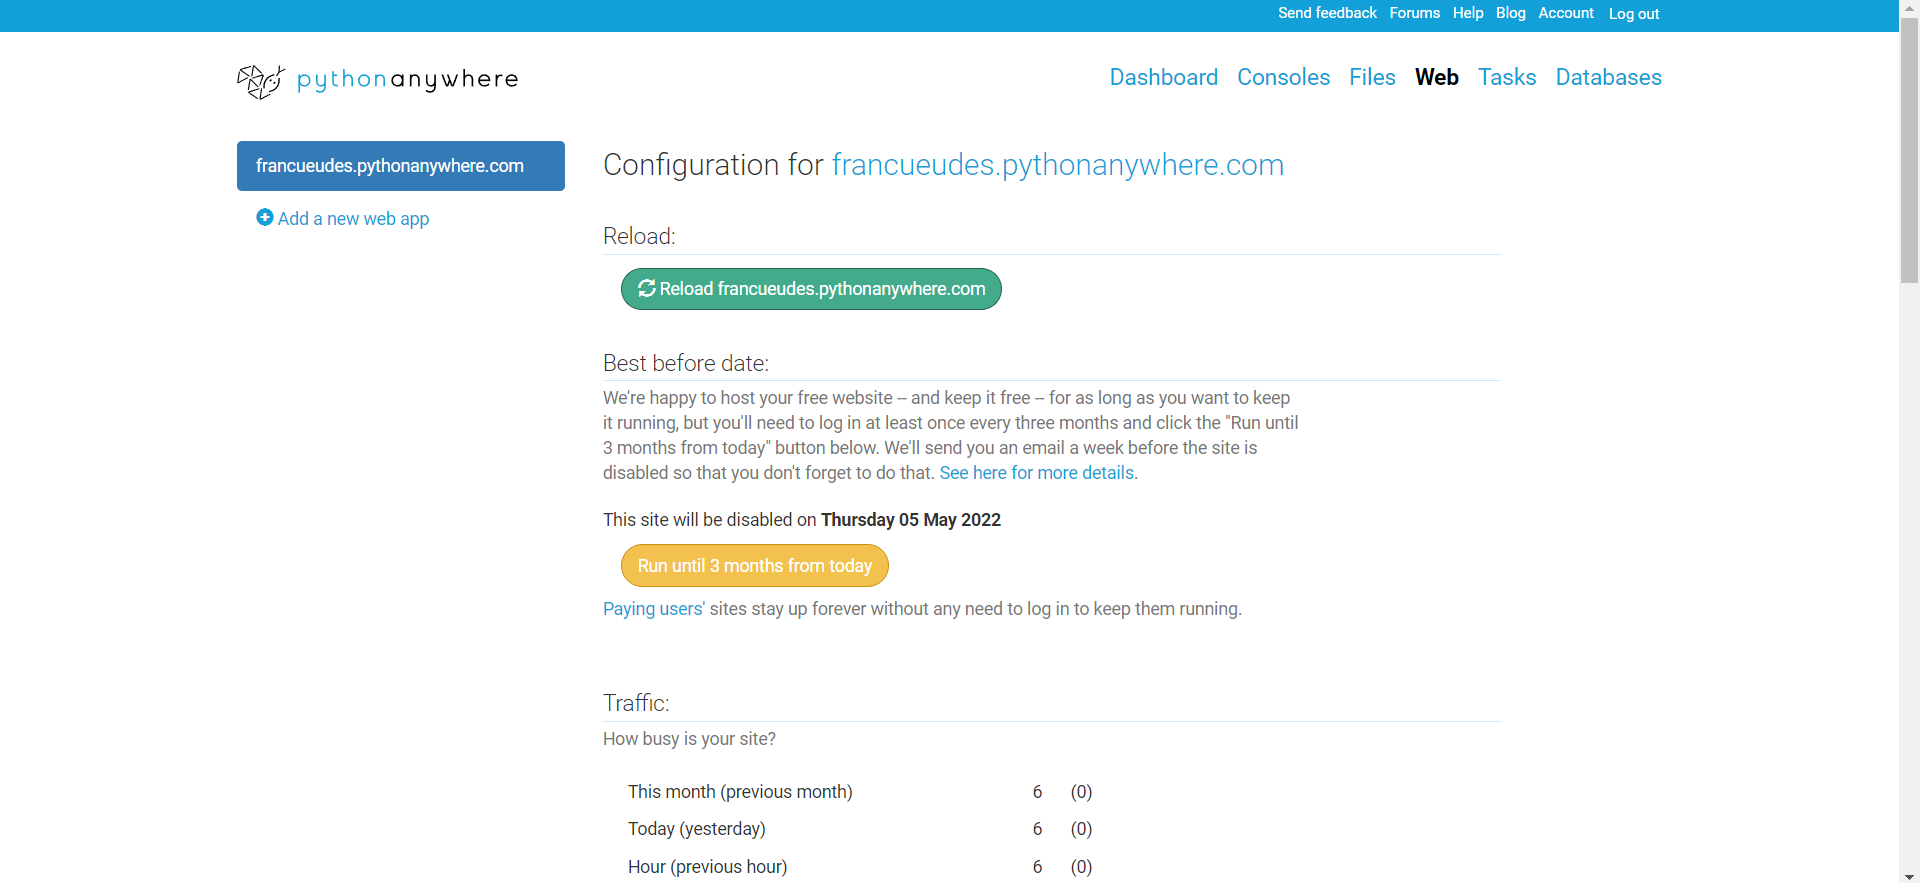 Send feedback Forums Help Blog Account Log out
pythonanywhere
Dashboard Consoles Files Web Tasks Databases
francueudes.pythonanywhere.com
Add a new web app
Configuration for francueudes.pythonanywhere.com
Reload:
Reload francueudes.pythonanywhere.com
Best before date:
We're happy to host your free website -- and keep it free -- for as long as you want to keep
it running, but you'll need to log in at least once every three months and click the "Run until
3 months from today" button below. We'll send you an email a week before the site is
disabled so that you don't forget to do that. See here for more details.
This site will be disabled on Thursday 05 May 2022
Run until 3 months from today
Paying users' sites stay up forever without any need to log in to keep them running.
Traffic:
How busy is your site?
This month (previous month) 6 (0)
Today (yesterday) 6 (0)
Hour (previous hour) 6 (0)